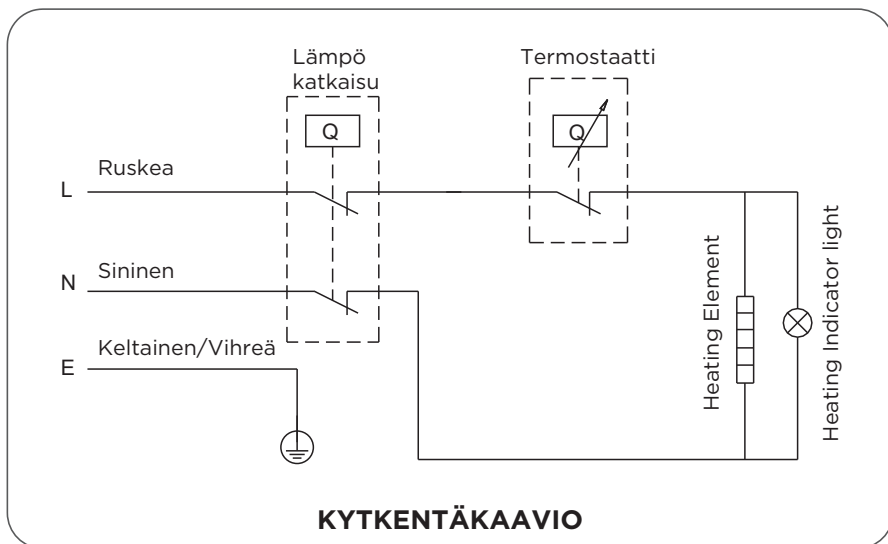 Lämpö
katkaisu
Termostaatti
Q
Q
L
Ruskea
N
Sininen
E
Keltainen/Vihreä
Heating Element
Heating Indicator light
KYTKENTÄKAAVIO